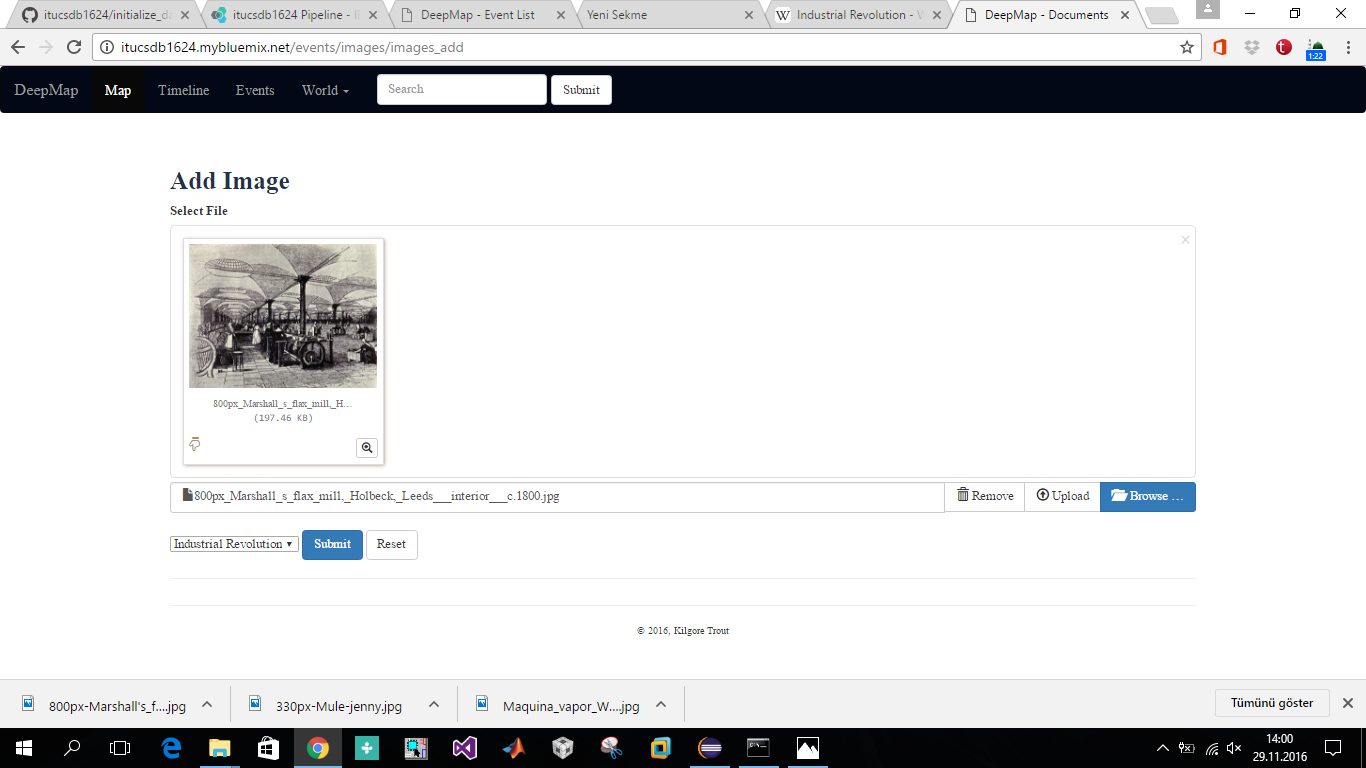 itucsdb1624/initialize_da
itucsdb1624 Pipeline - I
DeepMap - Event List
Yeni Sekme
Industrial Revolution - W
DeepMap - Documents
itucsdb1624.mybluemix.net/events/images/images_add
1:22
DeepMap Map Timeline Events World Search Submit
Add Image
Select File
800px_Marshall_s_flax_mill,_H...
(197.46 KB)
800px_Marshall_s_flax_mill,_Holbeck,_Leeds___interior___c.1800.jpg
Remove Upload Browse ...
Industrial Revolution Submit Reset
© 2016, Kilgore Trout
800px-Marshall's_f....jpg
330px-Mule-jenny.jpg
Maquina_vapor_W....jpg
Tümünü göster
14:00
29.11.2016